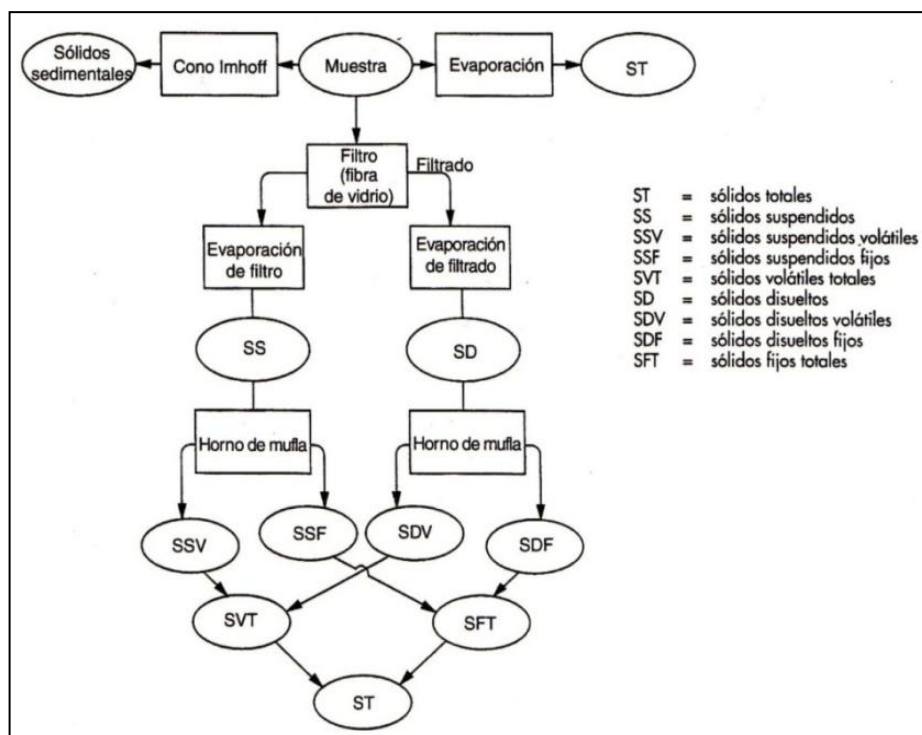 Sólidos
sedimentales
Cono Imhoff
Muestra
Evaporación
ST
Filtro
(fibra
de vidrio)
Filtrado
Evaporación
de filtro
Evaporación
de filtrado
SS
SD
Horno de mufla
Horno de mufla
SSV
SSF
SDV
SDF
SVT
SFT
ST
ST = sólidos totales
SS = sólidos suspendidos
SSV = sólidos suspendidos volátiles
SSF = sólidos suspendidos fijos
SVT = sólidos volátiles totales
SD = sólidos disueltos
SDV = sólidos disueltos volátiles
SDF = sólidos disueltos fijos
SFT = sólidos fijos totales